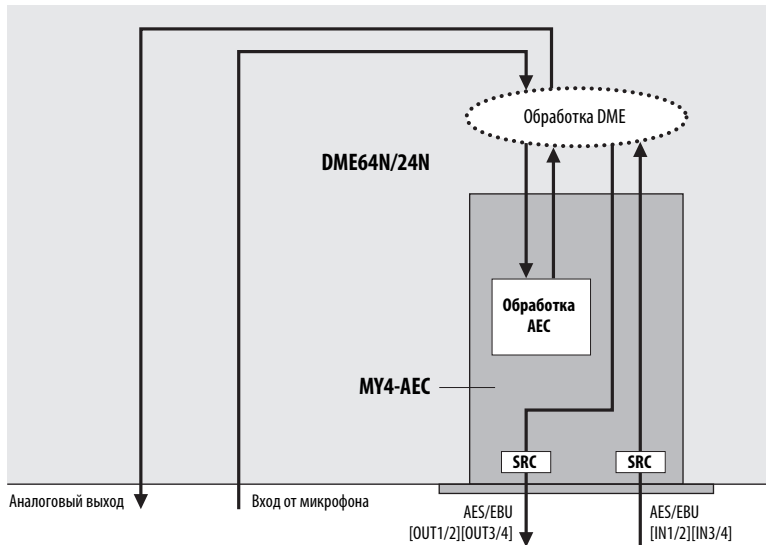 Обработка DME
DME64N/24N
Обработка
AEC
MY4-AEC
SRC
SRC
Аналоговый выход
Вход от микрофона
AES/EBU
[OUT1/2][OUT3/4]
AES/EBU
[IN1/2][IN3/4]